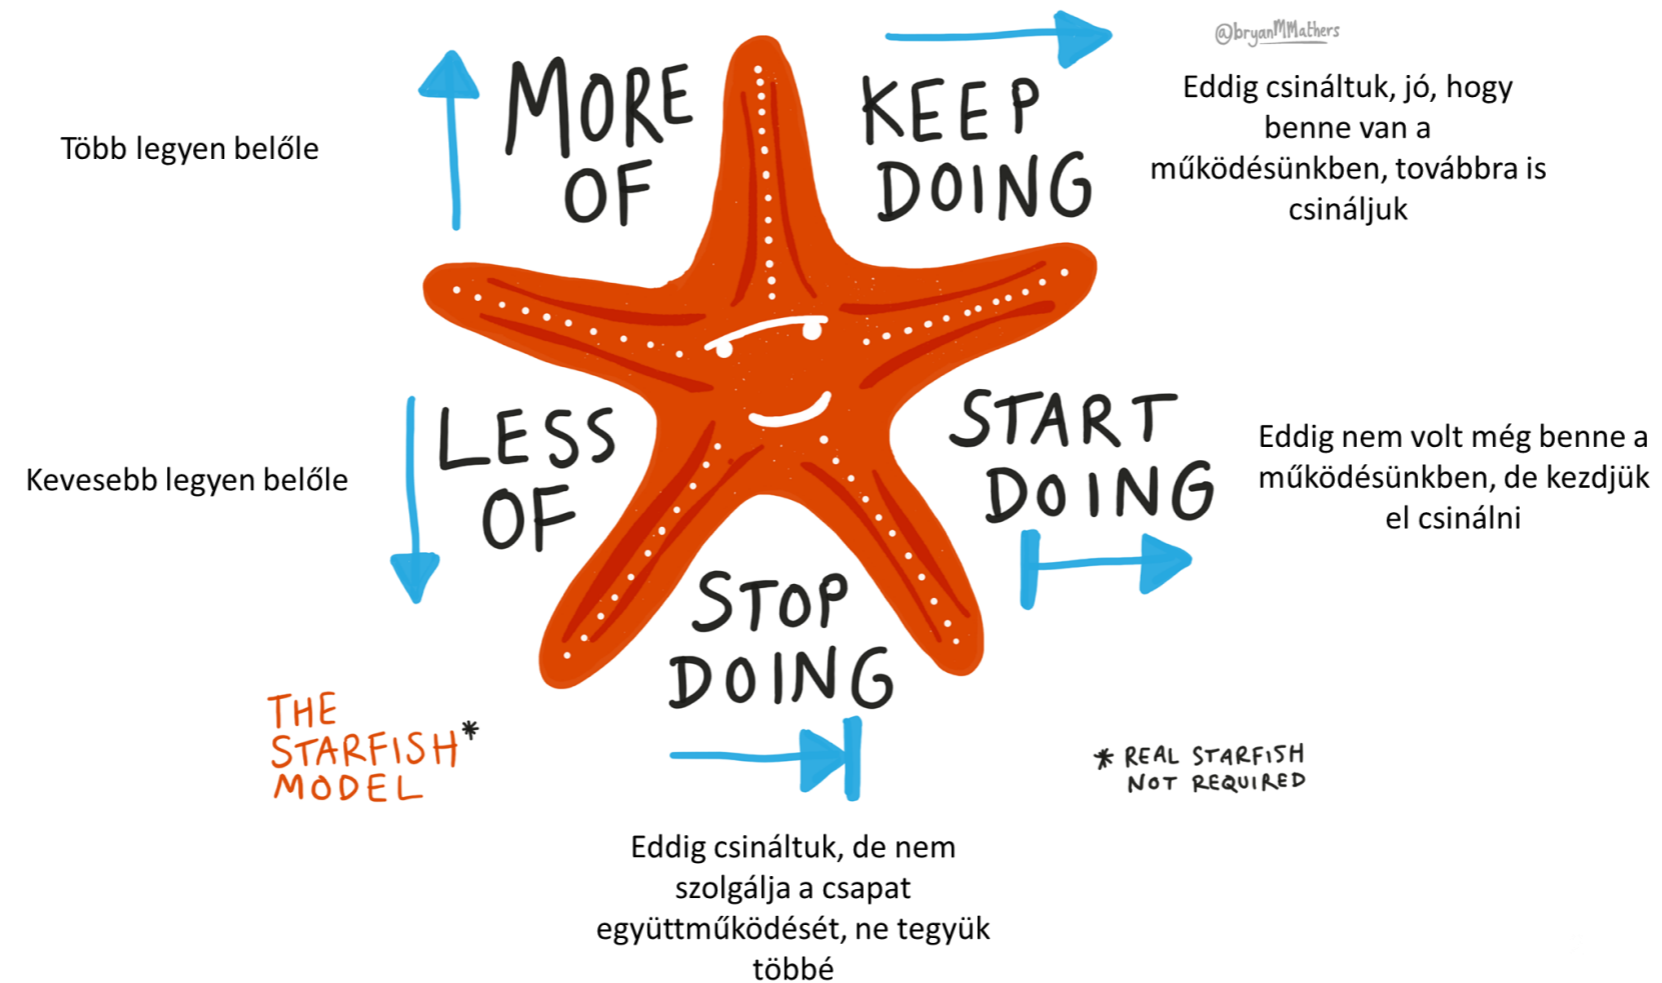 @bryanMMathers
MORE
OF
KEEP
DOING
Több legyen belőle
Eddig csináltuk, jó, hogy
benne van a
működésünkben, továbbra is
csináljuk
LESS
OF
START
DOING
Kevesebb legyen belőle
Eddig nem volt még benne a
működésünkben, de kezdjük
el csinálni
STOP
DOING
THE
STARFISH*
MODEL
* REAL STARFISH
NOT REQUIRED
Eddig csináltuk, de nem
szolgálja a csapat
együttműködését, ne tegyük
többé